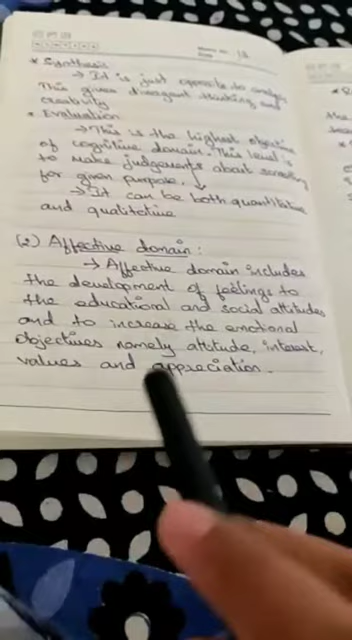 * Synthesis
→ It is just opposite to analysis
This gives divergent thinking and
creativity
* Evaluation
→ This is the highest objective
of cognitive domain. This level is
to make judgements about something
for given purpose.
→ It can be both quantitative
and qualitative
(2) Affective domain:
→ Affective domain includes
the development of feelings to
the educational and social attitudes
and to increase the emotional
objectives namely attitude, interest,
values and appreciation.